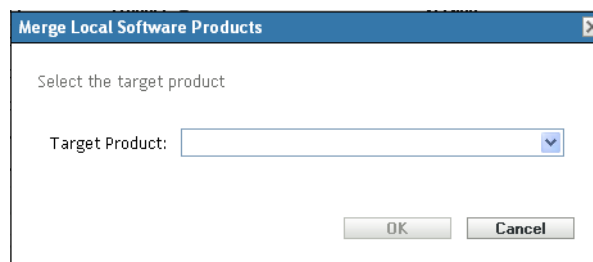 Merge Local Software Products
Select the target product
Target Product:
OK Cancel